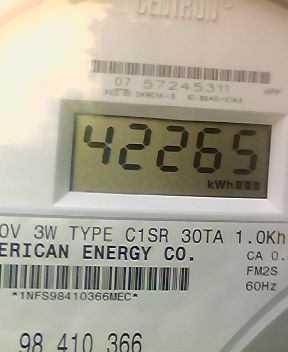 CENTRON
07 57245311
HPP
42265
kWh
0V 3W TYPE C1SR 30TA 1.0Kh
ERICAN ENERGY CO.
CA 0.
FM2S
60Hz
*1NFS98410366MEC*
98 410 366